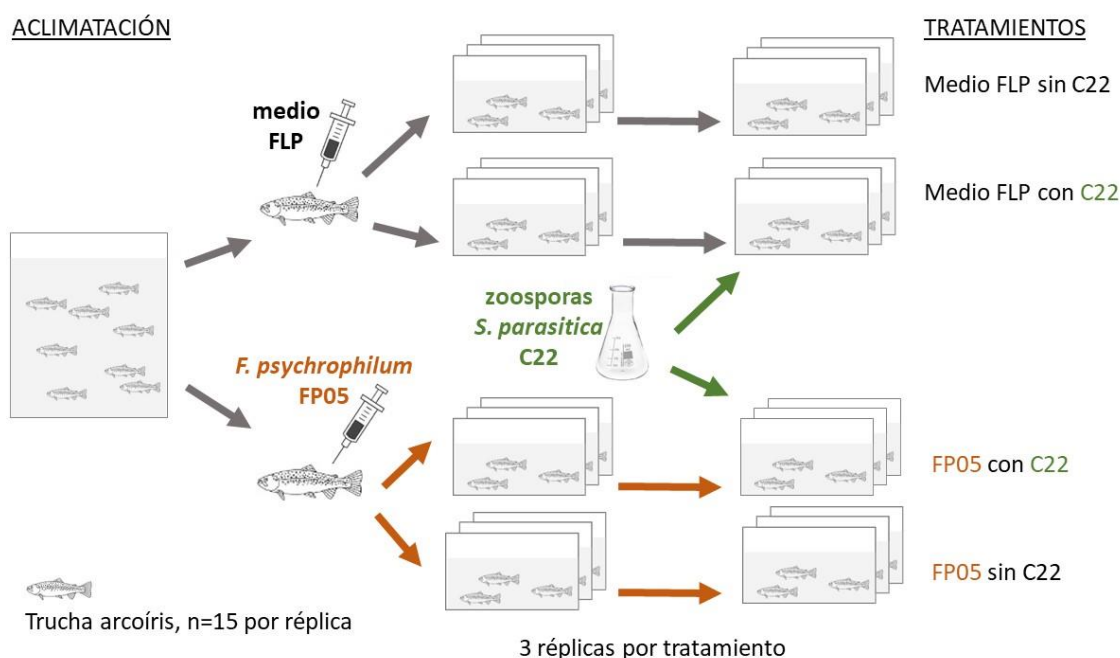 ACLIMATACIÓN
TRATAMIENTOS
medio
FLP
Medio FLP sin C22
Medio FLP con C22
zoosporas
S. parasitica
C22
F. psychrophilum
FP05
FP05 con C22
FP05 sin C22
Trucha arcoíris, n=15 por réplica
3 réplicas por tratamiento